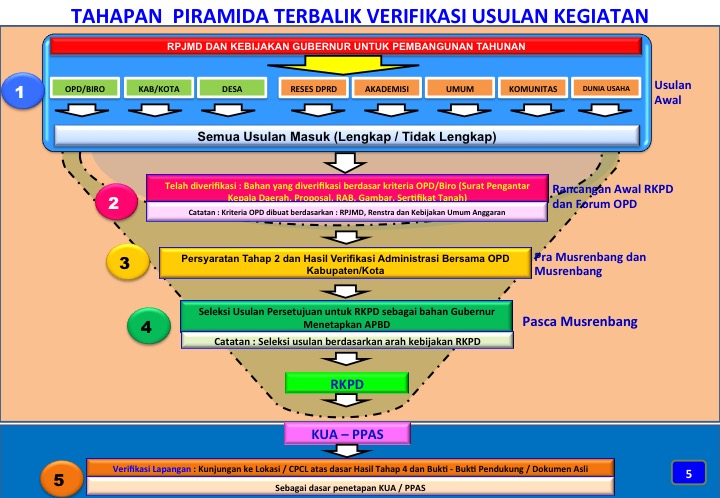 TAHAPAN PIRAMIDA TERBALIK VERIFIKASI USULAN KEGIATAN
RPJMD DAN KEBIJAKAN GUBERNUR UNTUK PEMBANGUNAN TAHUNAN
1
OPD/BIRO
KAB/KOTA
DESA
RESES DPRD
AKADEMISI
UMUM
KOMUNITAS
DUNIA USAHA
Usulan
Awal
Semua Usulan Masuk (Lengkap / Tidak Lengkap)
2
Telah diverifikasi : Bahan yang diverifikasi berdasar kriteria OPD/Biro (Surat Pengantar
Kepala Daerah, Proposal, RAB, Gambar, Sertifikat Tanah)
Catatan : Kriteria OPD dibuat berdasarkan : RPJMD, Renstra dan Kebijakan Umum Anggaran
Rancangan Awal RKPD
dan Forum OPD
3
Persyaratan Tahap 2 dan Hasil Verifikasi Administrasi Bersama OPD
Kabupaten/Kota
Pra Musrenbang dan
Musrenbang
4
Seleksi Usulan Persetujuan untuk RKPD sebagai bahan Gubernur
Menetapkan APBD
Catatan : Seleksi usulan berdasarkan arah kebijakan RKPD
Pasca Musrenbang
RKPD
KUA – PPAS
5
Verifikasi Lapangan : Kunjungan ke Lokasi / CPCL atas dasar Hasil Tahap 4 dan Bukti - Bukti Pendukung / Dokumen Asli
Sebagai dasar penetapan KUA / PPAS
5